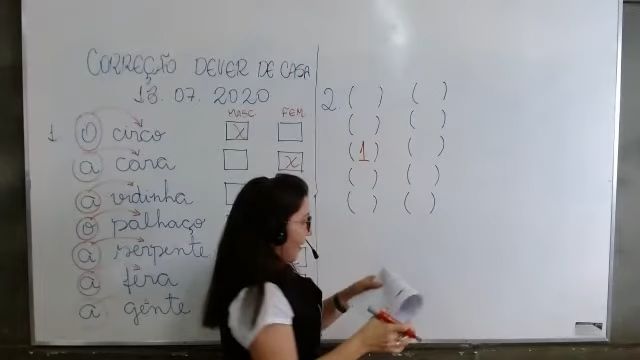 CORREÇÃO DEVER DE CASA
13.07.2020
MASC FEM.
1 O circo X
a cara X
a vidinha
o palhaço
a serpente
a fera
a gente
2. ( ) ( )
( ) ( )
(1) ( )
( ) ( )
( ) ( )